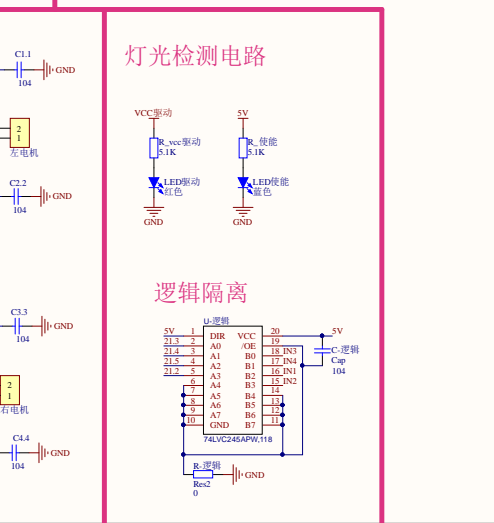 C1.1
GND
104
2
1
左电机
C2.2
GND
104
C3.3
GND
104
2
1
右电机
C4.4
GND
104
灯光检测电路
VCC驱动
R_vcc驱动
5.1K
LED驱动
红色
GND
5V
R_使能
5.1K
LED使能
蓝色
GND
逻辑隔离
U-逻辑
5V 1 DIR VCC 20 5V
21.3 2 A0 /OE 19
21.4 3 A1 B0 18 IN3
21.5 4 A2 B1 17 IN4
21.2 5 A3 B2 16 IN1
6 A4 B3 15 IN2
7 A5 B4 14
8 A6 B5 13
9 A7 B6 12
10 GND B7 11
74LVC245APW,118
C-逻辑
Cap
104
R-逻辑
Res2
0
GND